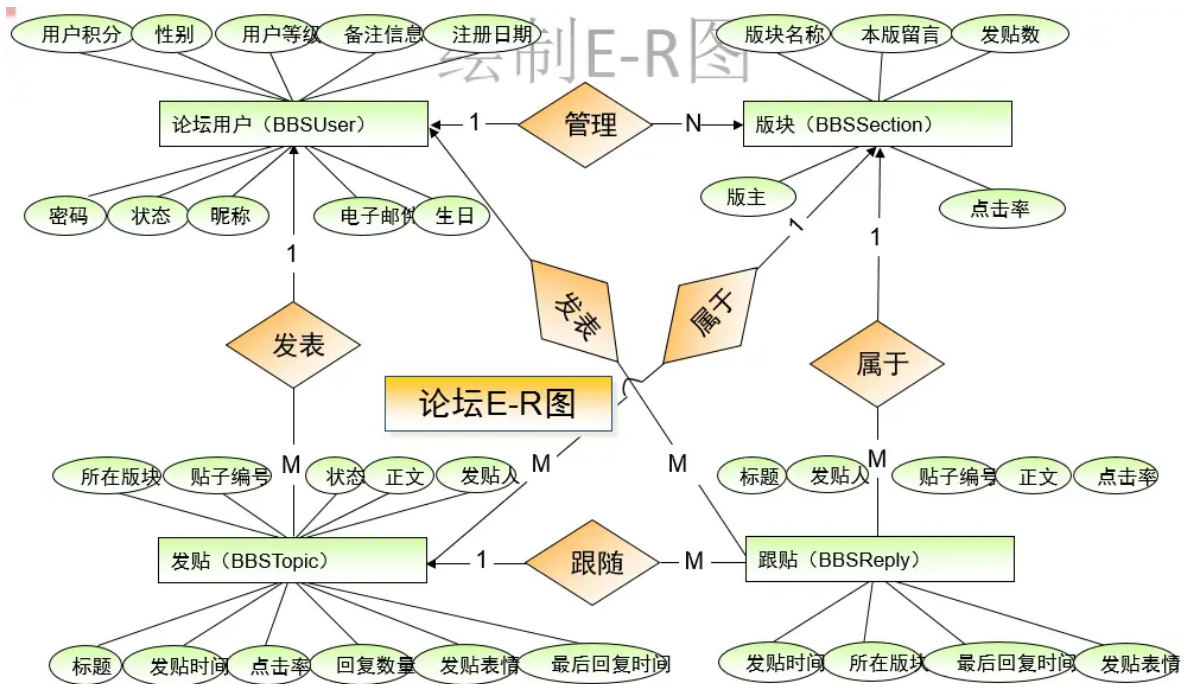 绘制E-R图
用户积分
性别
用户等级
备注信息
注册日期
版块名称
本版留言
发贴数
论坛用户（BBSUser）
1
管理
N
版块（BBSSection）
密码
状态
昵称
电子邮件
生日
版主
点击率
1
1
1
发表
发表
属于
属于
论坛E-R图
M
M
M
M
所在版块
贴子编号
状态
正文
发贴人
标题
发贴人
贴子编号
正文
点击率
发贴（BBSTopic）
1
跟随
M
跟贴（BBSReply）
标题
发贴时间
点击率
回复数量
发贴表情
最后回复时间
发贴时间
所在版块
最后回复时间
发贴表情